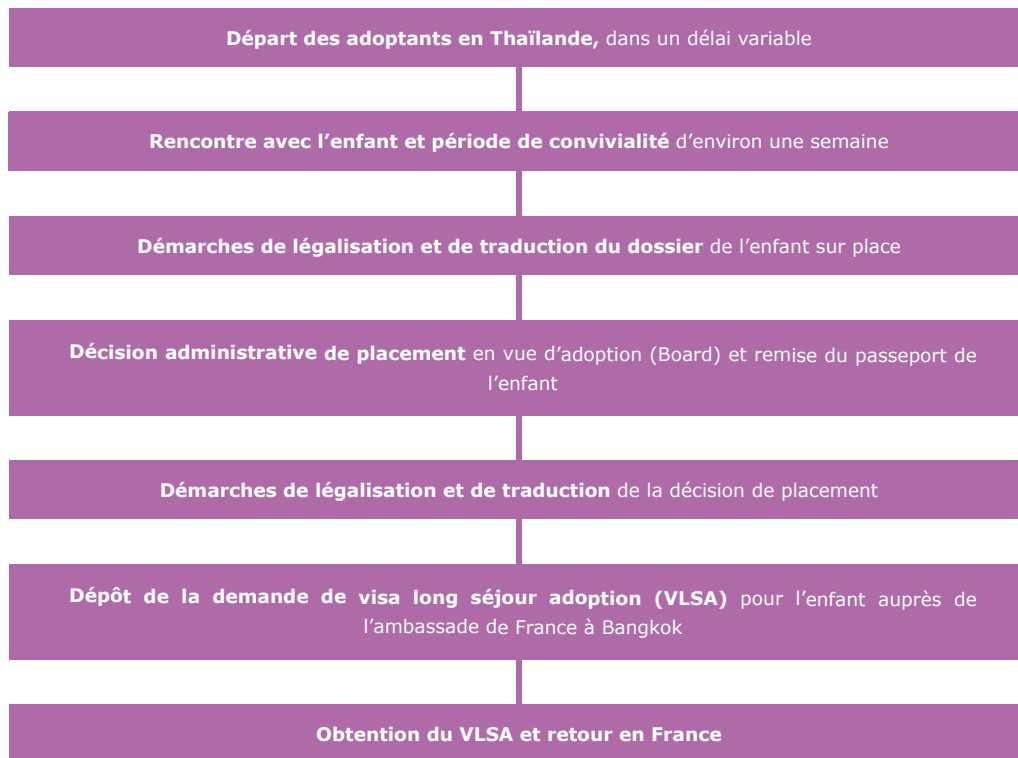 Départ des adoptants en Thaïlande, dans un délai variable
Rencontre avec l’enfant et période de convivialité d’environ une semaine
Démarches de légalisation et de traduction du dossier de l’enfant sur place
Décision administrative de placement en vue d’adoption (Board) et remise du passeport de
l’enfant
Démarches de légalisation et de traduction de la décision de placement
Dépôt de la demande de visa long séjour adoption (VLSA) pour l’enfant auprès de
l’ambassade de France à Bangkok
Obtention du VLSA et retour en France